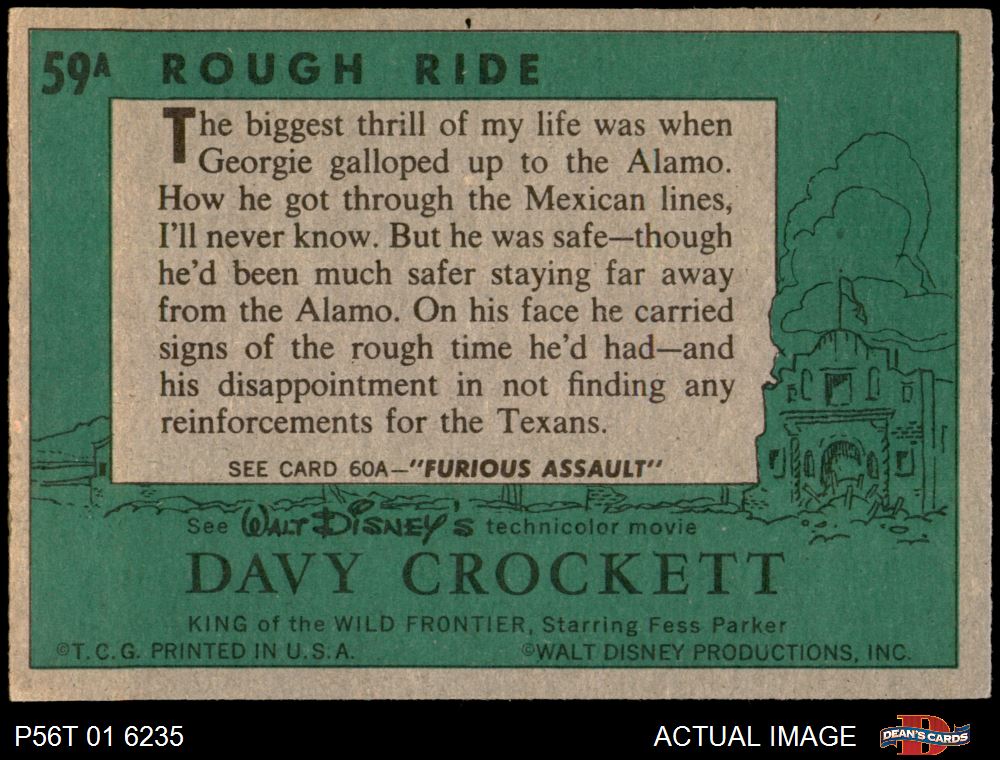 59A ROUGH RIDE
The biggest thrill of my life was when
Georgie galloped up to the Alamo.
How he got through the Mexican lines,
I'll never know. But he was safe—though
he'd been much safer staying far away
from the Alamo. On his face he carried
signs of the rough time he'd had—and
his disappointment in not finding any
reinforcements for the Texans.
SEE CARD 60A—"FURIOUS ASSAULT"
See WALT DISNEY'S technicolor movie
DAVY CROCKETT
KING of the WILD FRONTIER, Starring Fess Parker
©T.C.G. PRINTED IN U.S.A. ©WALT DISNEY PRODUCTIONS, INC.
P56T 01 6235 ACTUAL IMAGE D DEAN'S CARDS